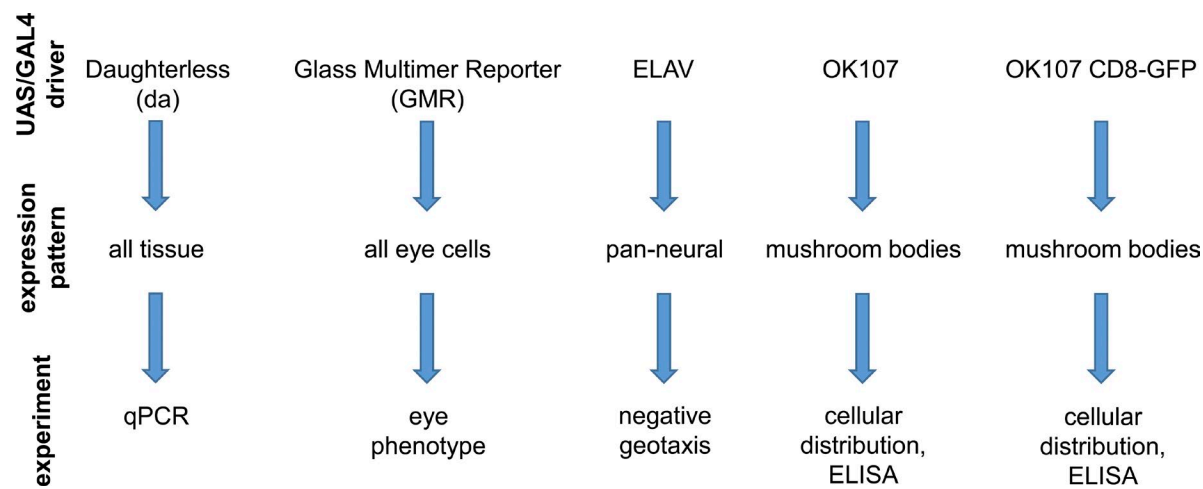 UAS/GAL4
driver
Daughterless
(da)
Glass Multimer Reporter
(GMR)
ELAV
OK107
OK107 CD8-GFP
expression
pattern
all tissue
all eye cells
pan-neural
mushroom bodies
mushroom bodies
experiment
qPCR
eye
phenotype
negative
geotaxis
cellular
distribution,
ELISA
cellular
distribution,
ELISA